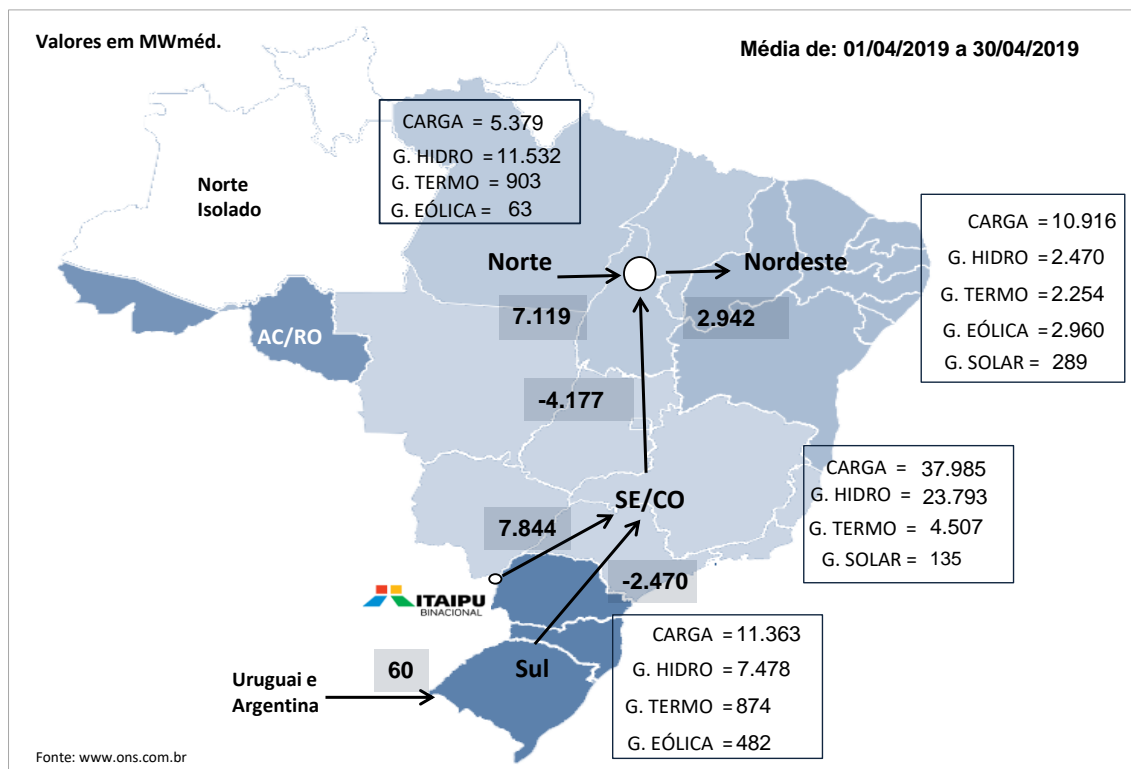 Valores em MWméd.
Média de: 01/04/2019 a 30/04/2019
CARGA = 5.379
G. HIDRO = 11.532
G. TERMO = 903
G. EÓLICA = 63
Norte
Isolado
CARGA = 10.916
G. HIDRO = 2.470
G. TERMO = 2.254
G. EÓLICA = 2.960
G. SOLAR = 289
Norte
Nordeste
7.119
2.942
AC/RO
-4.177
CARGA = 37.985
G. HIDRO = 23.793
G. TERMO = 4.507
G. SOLAR = 135
SE/CO
7.844
-2.470
ITAIPU
BINACIONAL
CARGA = 11.363
G. HIDRO = 7.478
G. TERMO = 874
G. EÓLICA = 482
Sul
60
Uruguai e
Argentina
Fonte: www.ons.com.br